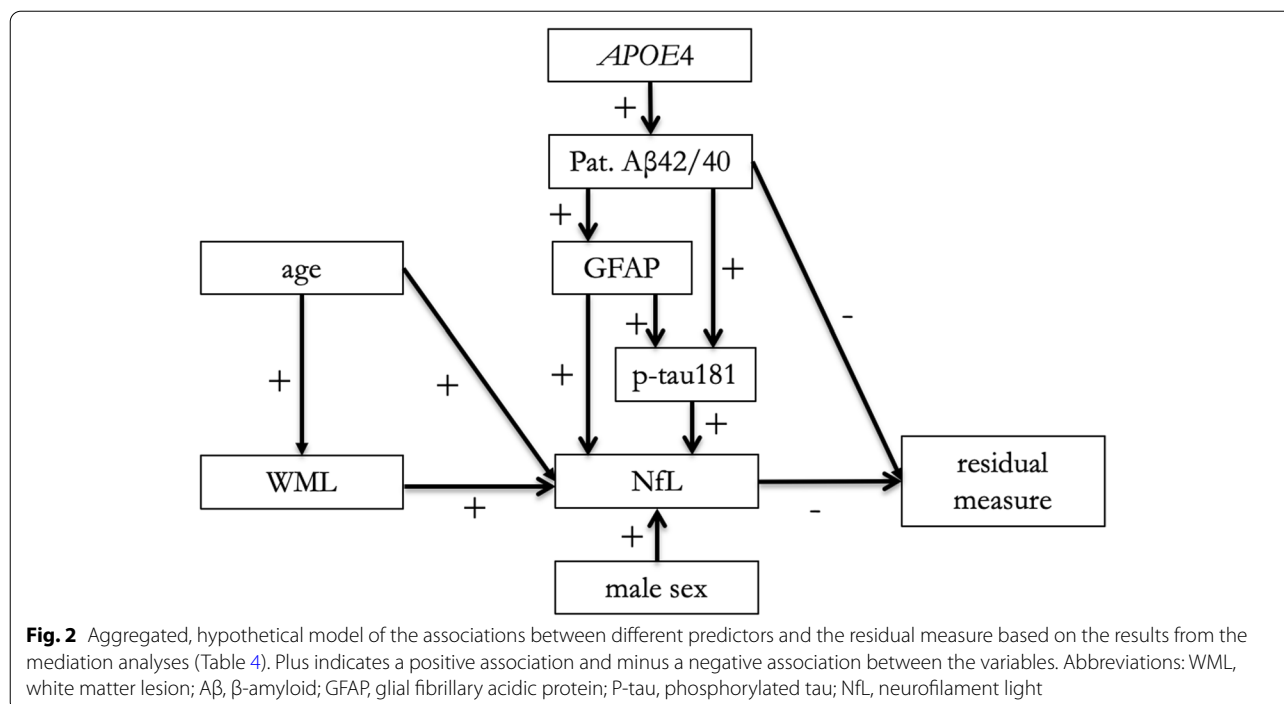 APOE4
+
Pat. Aβ42/40
+
age
GFAP
+
-
+
p-tau181
+
+
+
+
WML
NfL
residual
measure
+
-
+
male sex
Fig. 2 Aggregated, hypothetical model of the associations between different predictors and the residual measure based on the results from the
mediation analyses (Table 4). Plus indicates a positive association and minus a negative association between the variables. Abbreviations: WML,
white matter lesion; Aβ, β-amyloid; GFAP, glial fibrillary acidic protein; P-tau, phosphorylated tau; NfL, neurofilament light